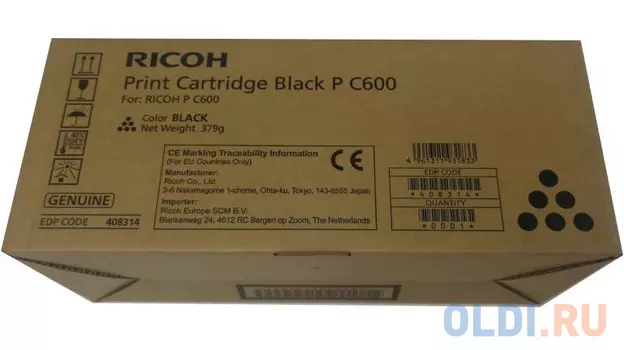 RICOH
Print Cartridge Black P C600
For: RICOH P C600
Color BLACK
Net Weight 379g
CE Marking Traceability Information
(For EU Countries Only)
Manufacturer:
Ricoh Co., Ltd.
3-6 Nakamagome 1-chome, Ohta-ku, Tokyo, 143-8555 Japan
Importer:
Ricoh Europe SCM B.V.
Blankenweg 24, 4612 RC Bergen op Zoom, The Netherlands
CE
4 961311 931833
EDP CODE
*408314*
QUANTITY
*0001*
GENUINE
EDP CODE 408314
OLDI.RU